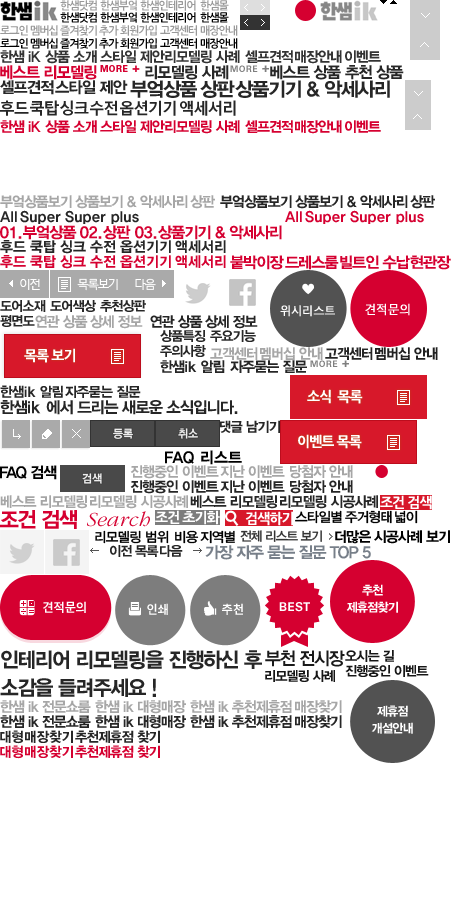 한샘ik 한샘닷컴 한샘부엌 한샘인테리어 한샘몰 한샘ik
한샘닷컴 한샘부엌 한샘인테리어 한샘몰
로그인 멤버십 즐겨찾기 추가 회원가입 고객센터 매장안내
로그인 멤버십 즐겨찾기 추가 회원가입 고객센터 매장안내
한샘 iK 상품 소개 스타일 제안 리모델링 사례 셀프견적 매장안내 이벤트
베스트 리모델링 MORE + 리모델링 사례 MORE + 베스트 상품 추천 상품
셀프견적 스타일 제안 부엌상품 상판 상품기기 & 악세사리
후드쿡탑싱크수전옵션기기 액세서리
한샘 iK 상품 소개 스타일 제안 리모델링 사례 셀프견적 매장안내 이벤트
부엌상품보기 상품보기 & 악세사리 상판 부엌상품보기 상품보기 & 악세사리 상판
All Super Super plus All Super Super plus
01.부엌상품 02.상판 03.상품기기 & 악세사리
후드 쿡탑 싱크 수전 옵션기기 액세서리
후드 쿡탑 싱크 수전 옵션기기 액세서리 붙박이장 드레스룸 빌트인 수납 현관장
이전 목록보기 다음
도어소재 도어색상 추천상판
위시리스트 견적문의
평면도 연관 상품 상세 정보 연관 상품 상세 정보
상품특징 주요기능
주의사항 고객센터 멤버십 안내 고객센터 멤버십 안내
목록 보기
한샘iK 알림 자주묻는 질문 MORE +
한샘iK 알림 자주묻는 질문
소식 목록
한샘iK 에서 드리는 새로운 소식입니다.
등록 취소 댓글 남기기
이벤트 목록
FAQ 리스트
FAQ 검색 검색 진행중인 이벤트 지난 이벤트 당첨자 안내
진행중인 이벤트 지난 이벤트 당첨자 안내
베스트 리모델링 리모델링 시공사례 베스트 리모델링 리모델링 시공사례 조건 검색
조건 검색 Search 조건 초기화 검색하기 스타일별 주거형태 넓이
리모델링 범위 비용 지역별 전체 리스트 보기 더많은 시공사례 보기
이전 목록 다음 가장 자주 묻는 질문 TOP 5
견적문의 인쇄 추천 BEST 추천
제휴점찾기
인테리어 리모델링을 진행하신 후 부천 전시장 오시는 길
리모델링 사례 진행중인 이벤트
소감을 들려주세요 !
한샘 iK 전문쇼룸 한샘 iK 대형매장 한샘 iK 추천제휴점 매장찾기
한샘 iK 전문쇼룸 한샘 iK 대형매장 한샘 iK 추천제휴점 매장찾기
제휴점
개설안내
대형매장찾기 추천제휴점 찾기
대형매장찾기 추천제휴점 찾기